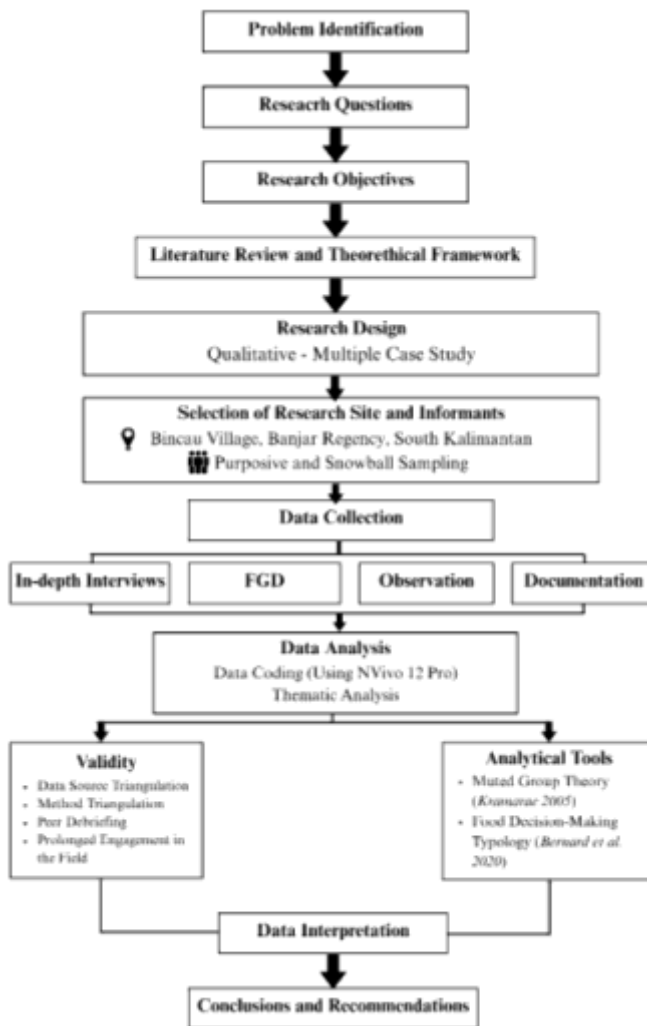 Problem Identification
Reseacrh Questions
Research Objectives
Literature Review and Theorethical Framework
Research Design
Qualitative - Multiple Case Study
Selection of Research Site and Informants
Bincau Village, Banjar Regency, South Kalimantan
Purposive and Snowball Sampling
Data Collection
In-depth Interviews
FGD
Observation
Documentation
Data Analysis
Data Coding (Using NVivo 12 Pro)
Thematic Analysis
Validity
• Data Source Triangulation
• Method Triangulation
• Peer Debriefing
• Prolonged Engagement in
the Field
Analytical Tools
• Muted Group Theory
(Kramarae 2005)
• Food Decision-Making
Typology (Bernard et al.
2020)
Data Interpretation
Conclusions and Recommendations